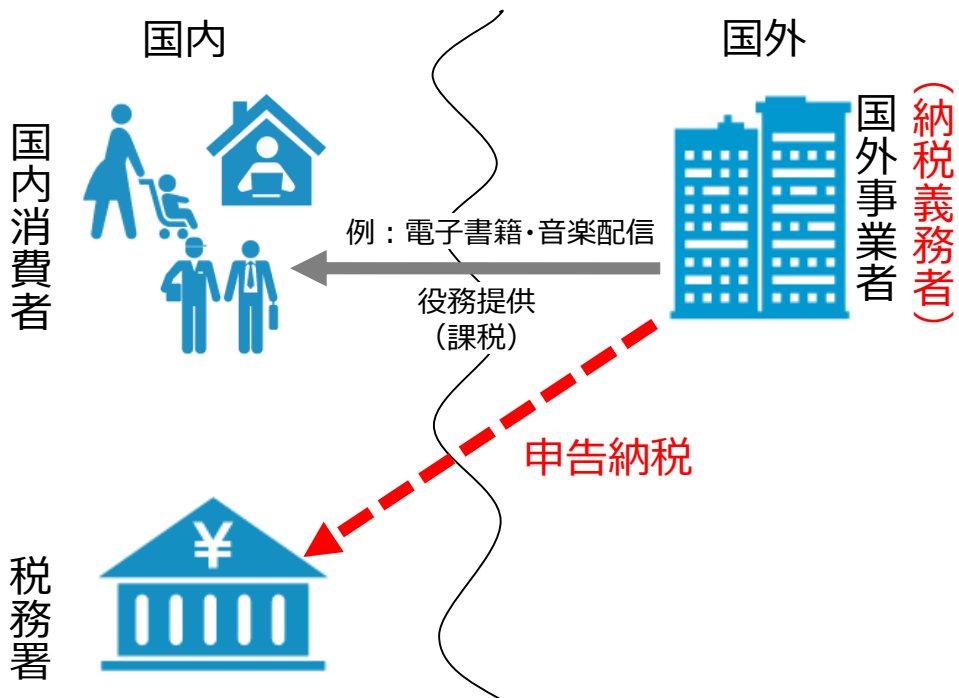 国内
国外
国内消費者
国外事業者
（納税義務者）
例：電子書籍・音楽配信
役務提供
（課税）
申告納税
¥
税務署